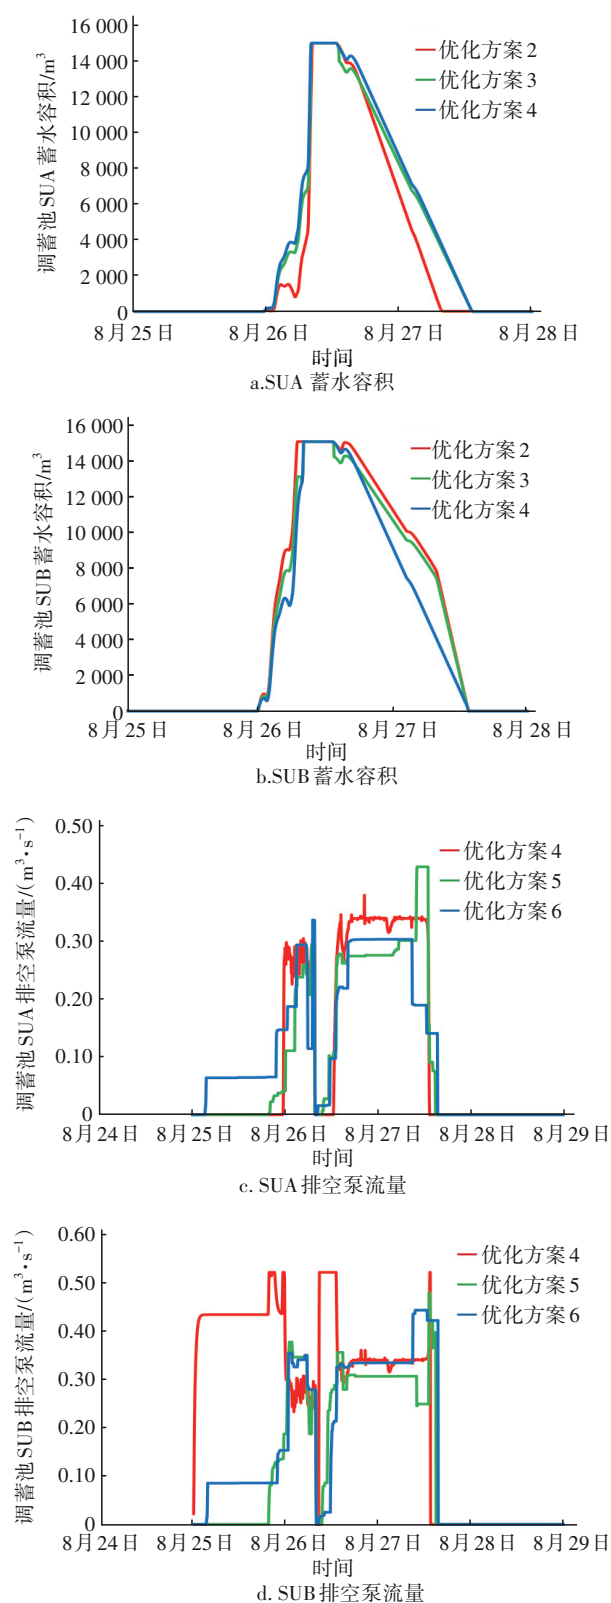 16 000
14 000
12 000
10 000
8 000
6 000
4 000
2 000
0
调蓄池SUA蓄水容积/m³
优化方案2
优化方案3
优化方案4
8月25日 8月26日 8月27日 8月28日
时间
a.SUA 蓄水容积
16 000
14 000
12 000
10 000
8 000
6 000
4 000
2 000
0
调蓄池SUB蓄水容积/m³
优化方案2
优化方案3
优化方案4
8月25日 8月26日 8月27日 8月28日
时间
b.SUB蓄水容积
0.50
0.40
0.30
0.20
0.10
0
调蓄池SUA排空泵流量/(m³·s⁻¹)
优化方案4
优化方案5
优化方案6
8月24日 8月25日 8月26日 8月27日 8月28日 8月29日
时间
c. SUA排空泵流量
0.60
0.50
0.40
0.30
0.20
0.10
0
调蓄池SUB排空泵流量/(m³·s⁻¹)
优化方案4
优化方案5
优化方案6
8月24日 8月25日 8月26日 8月27日 8月28日 8月29日
时间
d. SUB排空泵流量